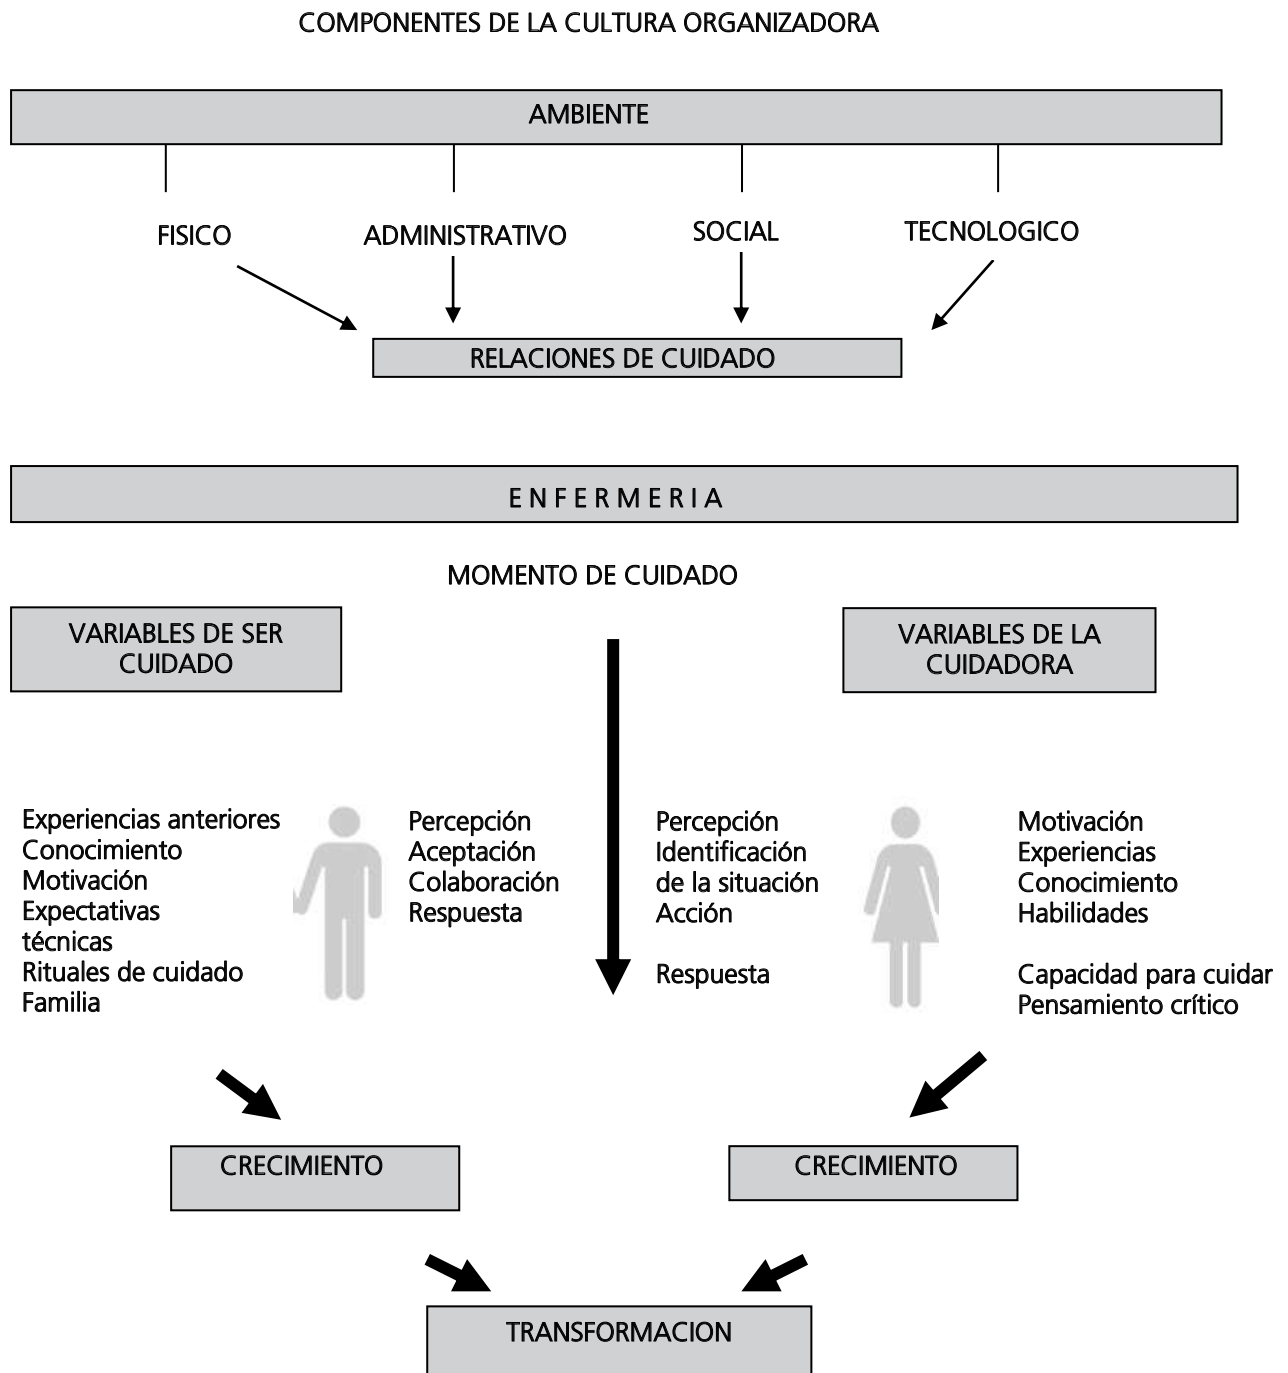 COMPONENTES DE LA CULTURA ORGANIZADORA
AMBIENTE
FISICO
ADMINISTRATIVO
SOCIAL
TECNOLOGICO
RELACIONES DE CUIDADO
E N F E R M E R I A
MOMENTO DE CUIDADO
VARIABLES DE SER
CUIDADO
VARIABLES DE LA
CUIDADORA
Experiencias anteriores
Conocimiento
Motivación
Expectativas
técnicas
Rituales de cuidado
Familia
Percepción
Aceptación
Colaboración
Respuesta
Percepción
Identificación
de la situación
Acción
Respuesta
Motivación
Experiencias
Conocimiento
Habilidades
Capacidad para cuidar
Pensamiento crítico
CRECIMIENTO
CRECIMIENTO
TRANSFORMACION